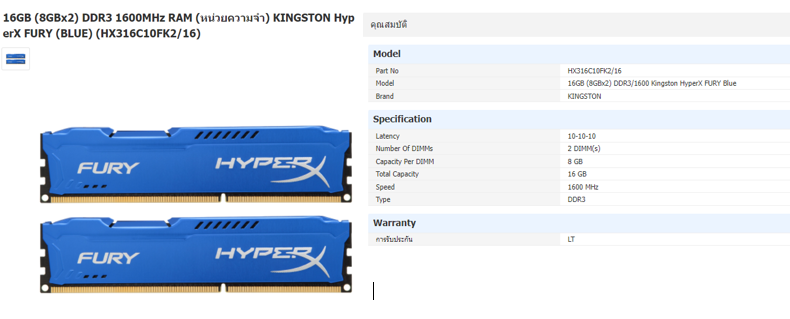 16GB (8GBx2) DDR3 1600MHz RAM (หน่วยความจำ) KINGSTON Hyp
erX FURY (BLUE) (HX316C10FK2/16)
FURY HYPERX
FURY HYPERX
คุณสมบัติ
Model
Part No HX316C10FK2/16
Model 16GB (8GBx2) DDR3/1600 Kingston HyperX FURY Blue
Brand KINGSTON
Specification
Latency 10-10-10
Number Of DIMMs 2 DIMM(s)
Capacity Per DIMM 8 GB
Total Capacity 16 GB
Speed 1600 MHz
Type DDR3
Warranty
การรับประกัน LT